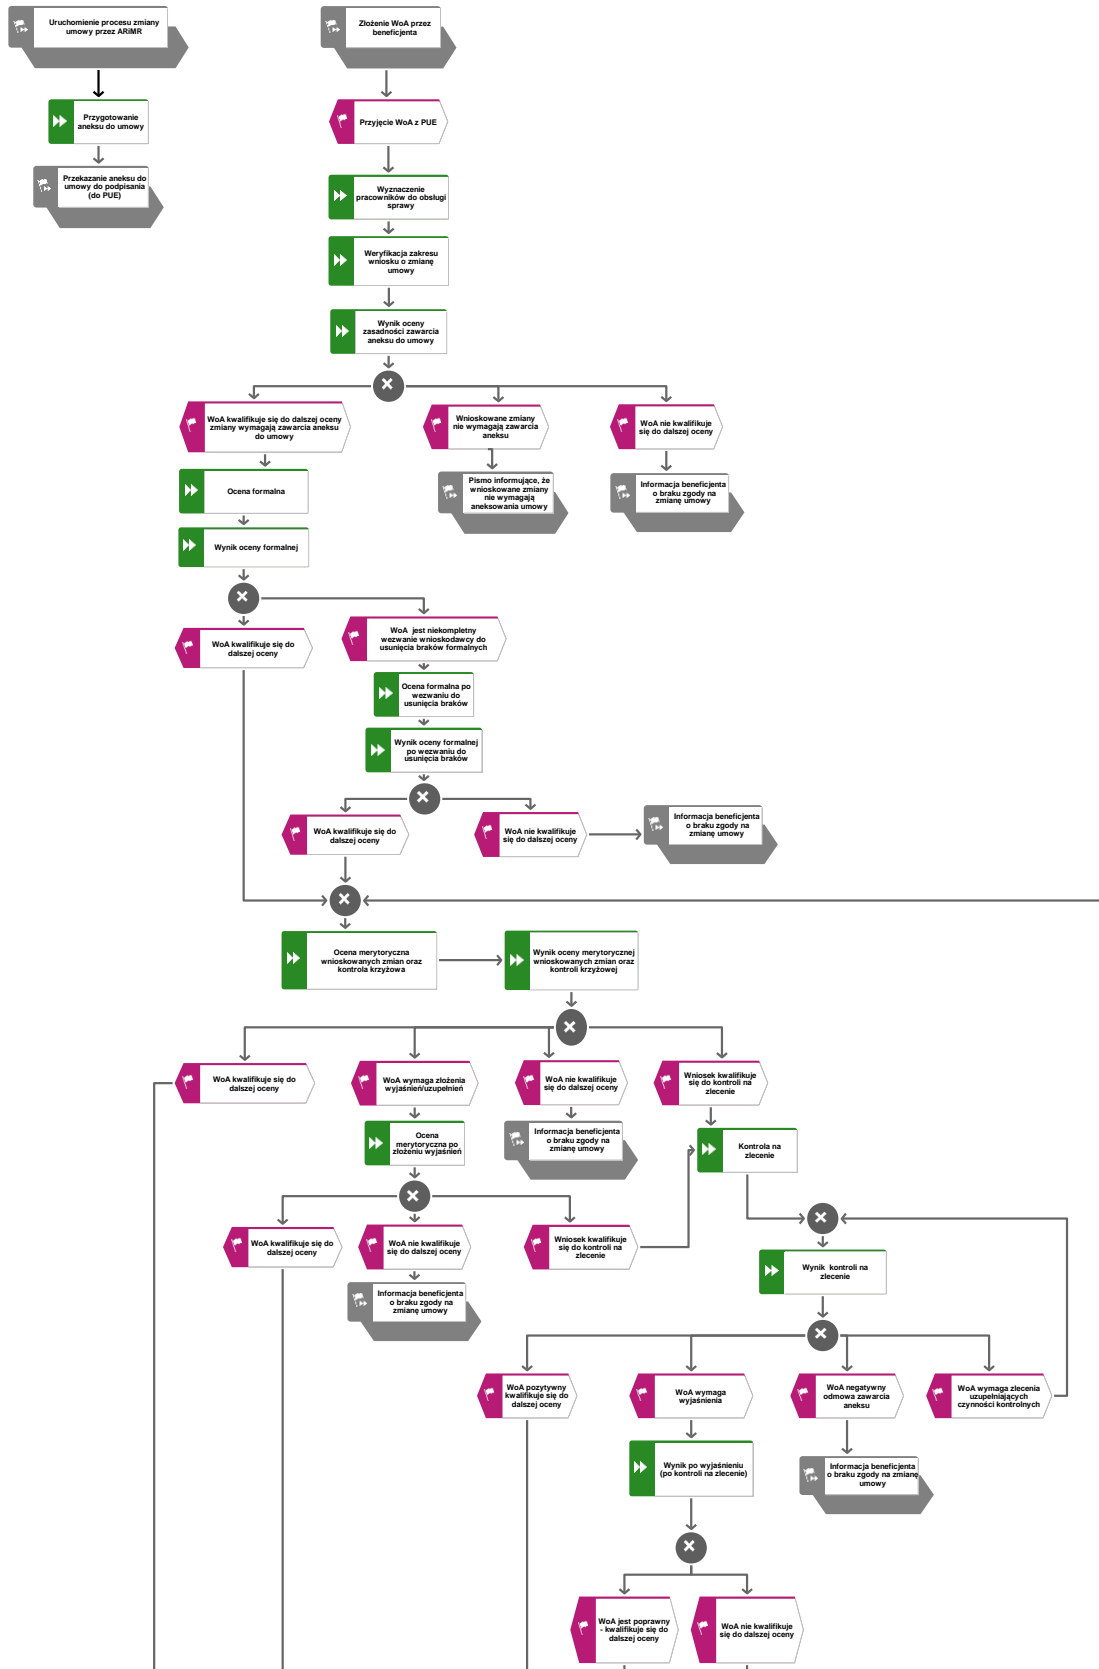 Uruchomienie procesu zmiany
umowy przez ARiMR
Złożenie WoA przez
beneficjenta
Przygotowanie
aneksu do umowy
Przyjęcie WoA z PUE
Przekazanie aneksu do
umowy do podpisania
(do PUE)
Wyznaczenie
pracowników do obsługi
sprawy
Weryfikacja zakresu
wniosku o zmianę
umowy
Wynik oceny
zasadności zawarcia
aneksu do umowy
WoA kwalifikuje się do dalszej oceny
zmiany wymagają zawarcia aneksu
do umowy
Wnioskowane zmiany
nie wymagają zawarcia
aneksu
WoA nie kwalifikuje
się do dalszej oceny
Ocena formalna
Pismo informujące, że
wnioskowane zmiany
nie wymagają
aneksowania umowy
Informacja beneficjenta
o braku zgody na
zmianę umowy
Wynik oceny formalnej
WoA kwalifikuje się do
dalszej oceny
WoA jest niekompletny
wezwanie wnioskodawcy do
usunięcia braków formalnych
Ocena formalna po
wezwaniu do
usunięcia braków
Wynik oceny formalnej
po wezwaniu do
usunięcia braków
WoA kwalifikuje się do
dalszej oceny
WoA nie kwalifikuje
się do dalszej oceny
Informacja beneficjenta
o braku zgody na
zmianę umowy
Ocena merytoryczna
wnioskowanych zmian oraz
kontrola krzyżowa
Wynik oceny merytorycznej
wnioskowanych zmian oraz
kontroli krzyżowej
WoA kwalifikuje się do
dalszej oceny
WoA wymaga złożenia
wyjaśnień/uzupełnień
WoA nie kwalifikuje
się do dalszej oceny
Wniosek kwalifikuje
się do kontroli na
zlecenie
Ocena
merytoryczna po
złożeniu wyjaśnień
Informacja beneficjenta
o braku zgody na
zmianę umowy
Kontrola na
zlecenie
WoA kwalifikuje się do
dalszej oceny
WoA nie kwalifikuje
się do dalszej oceny
Wniosek kwalifikuje
się do kontroli na
zlecenie
Wynik kontroli na
zlecenie
Informacja beneficjenta
o braku zgody na
zmianę umowy
WoA pozytywny
kwalifikuje się do
dalszej oceny
WoA wymaga
wyjaśnienia
WoA negatywny
odmowa zawarcia
aneksu
WoA wymaga zlecenia
uzupełniających
czynności kontrolnych
Wynik po wyjaśnieniu
(po kontroli na zlecenie)
Informacja beneficjenta
o braku zgody na zmianę
umowy
WoA jest poprawny
- kwalifikuje się do
dalszej oceny
WoA nie kwalifikuje
się do dalszej oceny